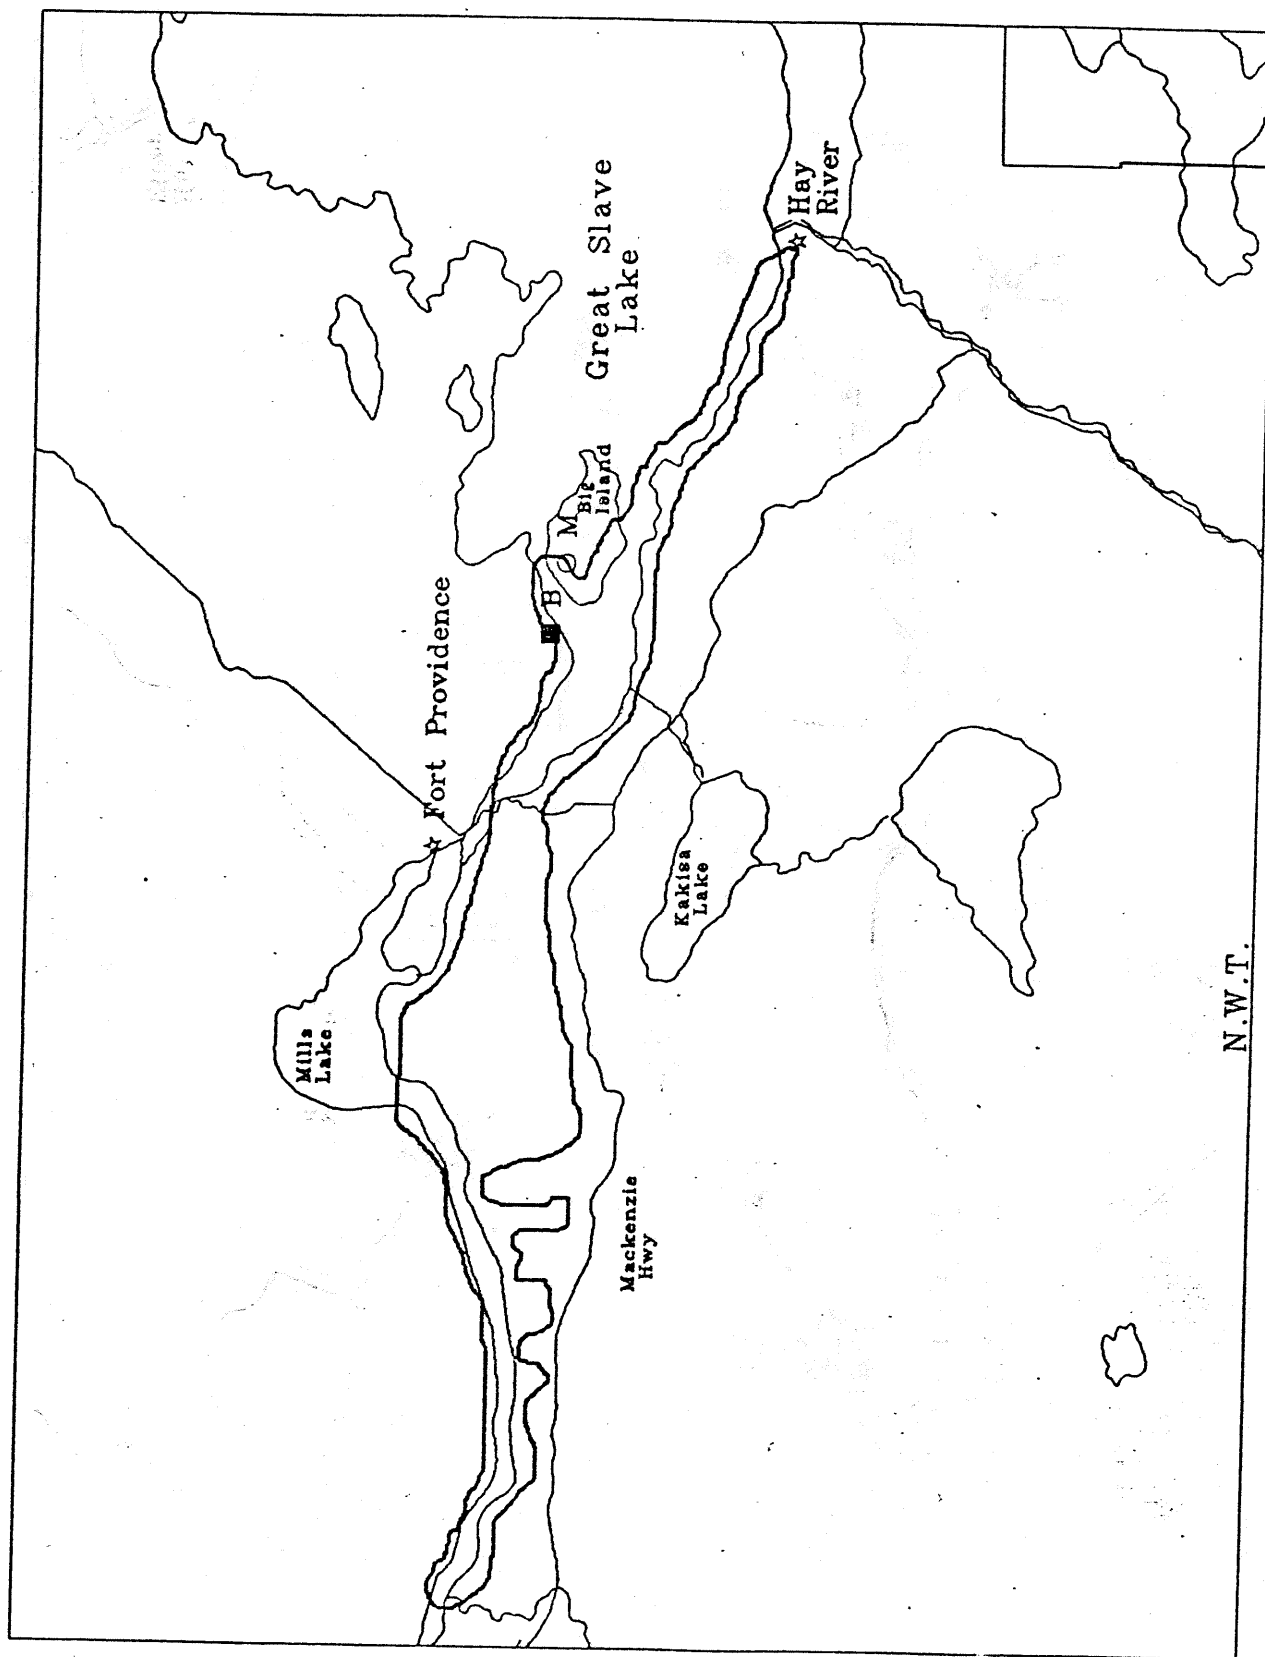 Great Slave
Lake
Hay
River
M
Big
Island
B
Fort Providence
Mills
Lake
Kakisa
Lake
Mackenzie
Hwy
N.W.T.